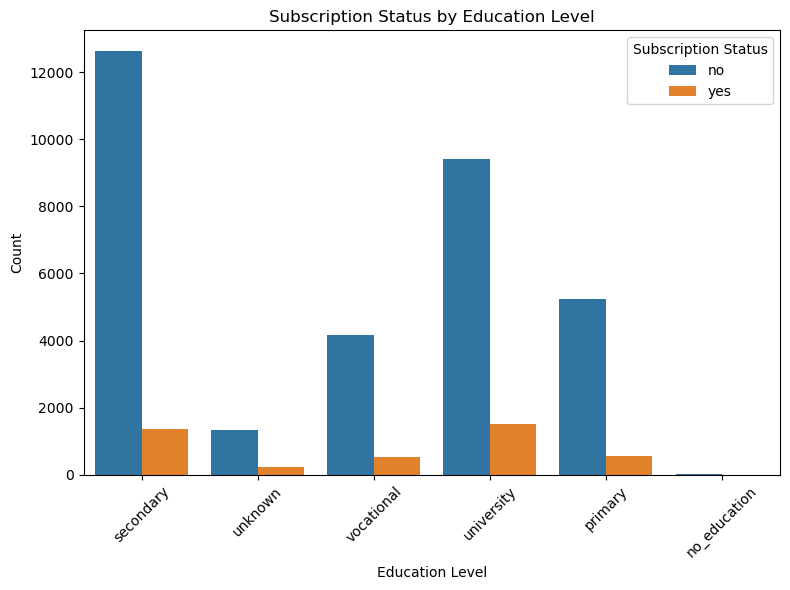 Subscription Status by Education Level
Subscription Status
no
yes
Count
12000
10000
8000
6000
4000
2000
0
secondary
unknown
vocational
university
primary
no_education
Education Level